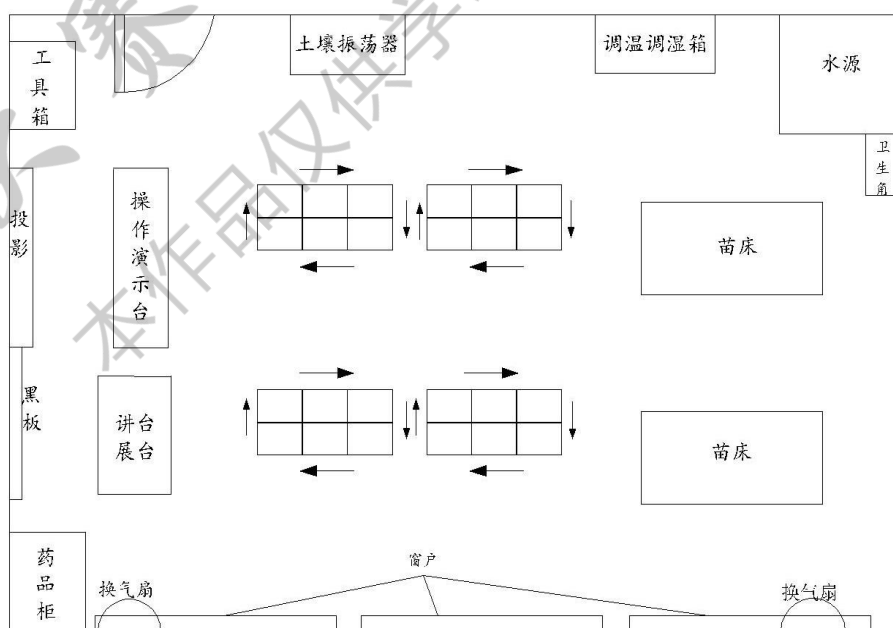 土壤振荡器
调温调湿箱
水源
工具箱
卫生角
投影
操作演示台
苗床
黑板
讲台
展台
苗床
药品柜
换气扇
窗户
换气扇
本作品仅供学